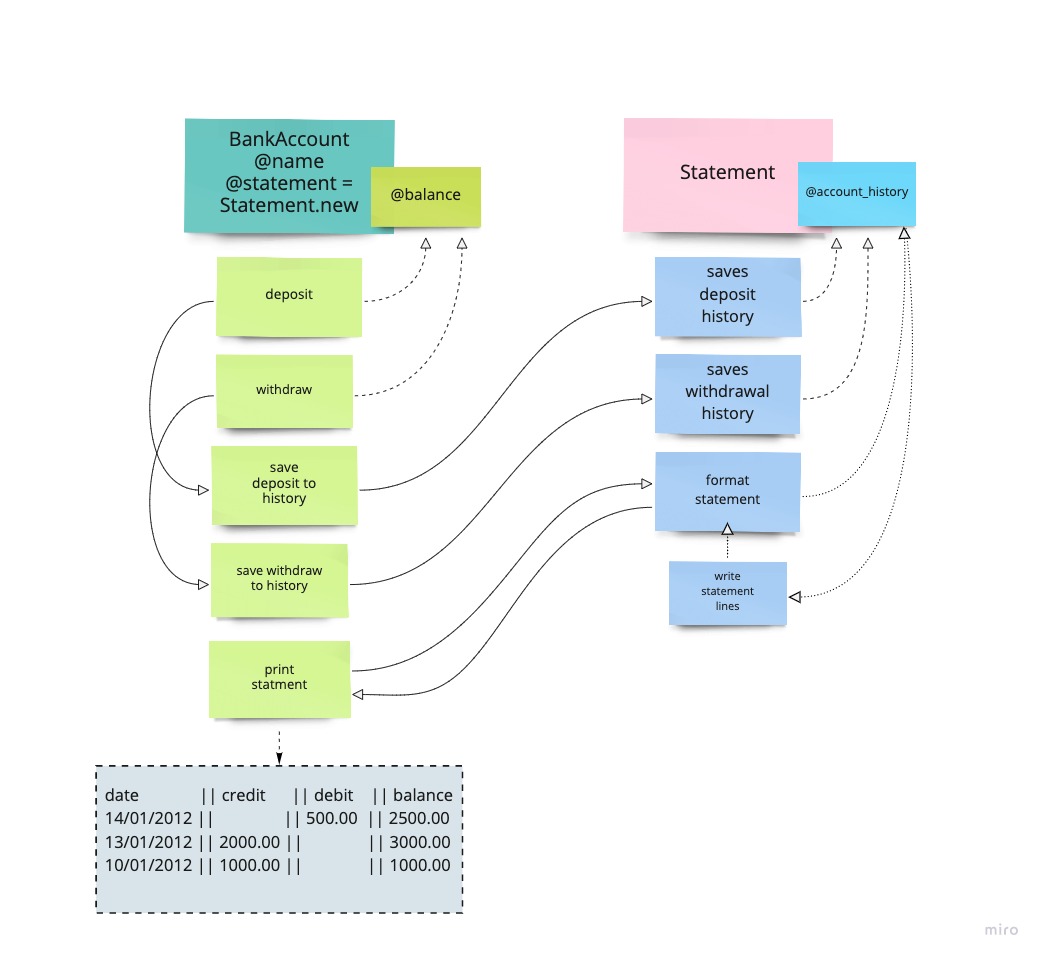 BankAccount
@name
@statement =
Statement.new
@balance
Statement
@account_history
deposit
withdraw
save
deposit to
history
save withdraw
to history
print
statment
saves
deposit
history
saves
withdrawal
history
format
statement
write
statement
lines
date || credit || debit || balance
14/01/2012 || || 500.00 || 2500.00
13/01/2012 || 2000.00 || || 3000.00
10/01/2012 || 1000.00 || || 1000.00
miro